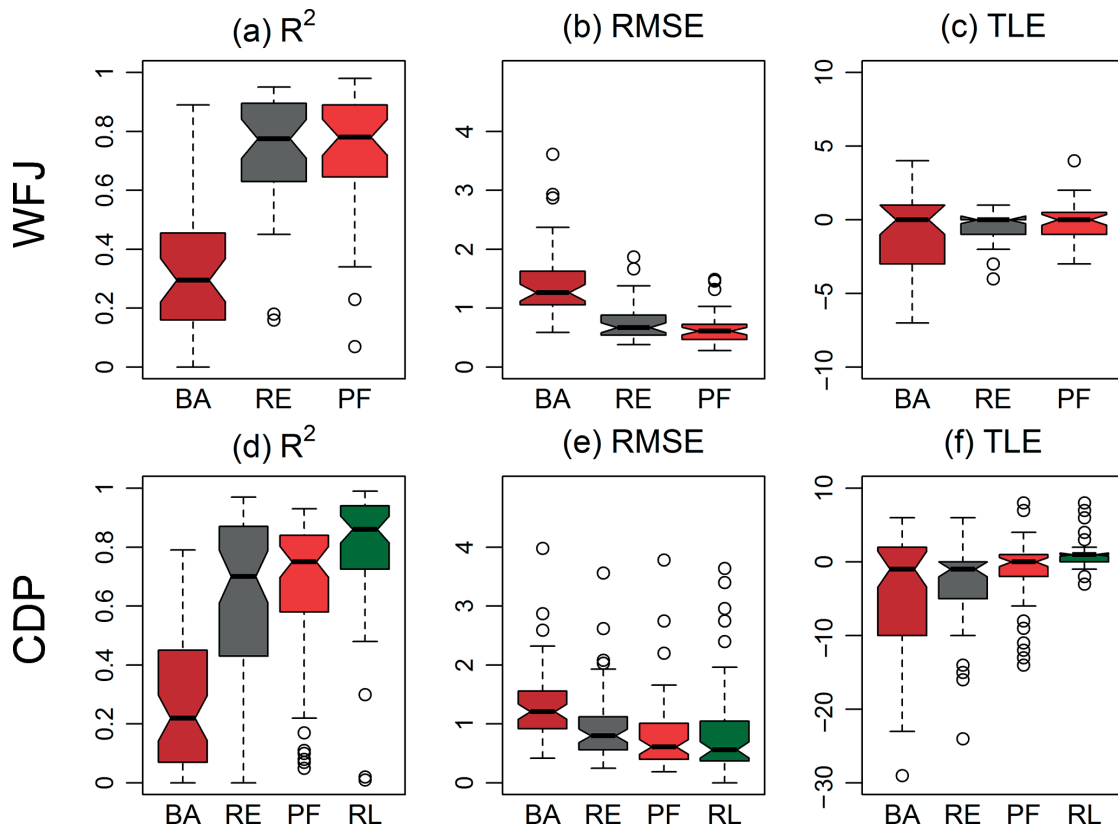 (a) R²
(b) RMSE
(c) TLE
WFJ
0
0.2
0.4
0.6
0.8
1
BA
RE
PF
0
1
2
3
4
BA
RE
PF
−10
−5
0
5
10
BA
RE
PF
(d) R²
(e) RMSE
(f) TLE
CDP
0
0.2
0.4
0.6
0.8
1
BA
RE
PF
RL
0
1
2
3
4
BA
RE
PF
RL
−30
−20
−10
0
10
BA
RE
PF
RL